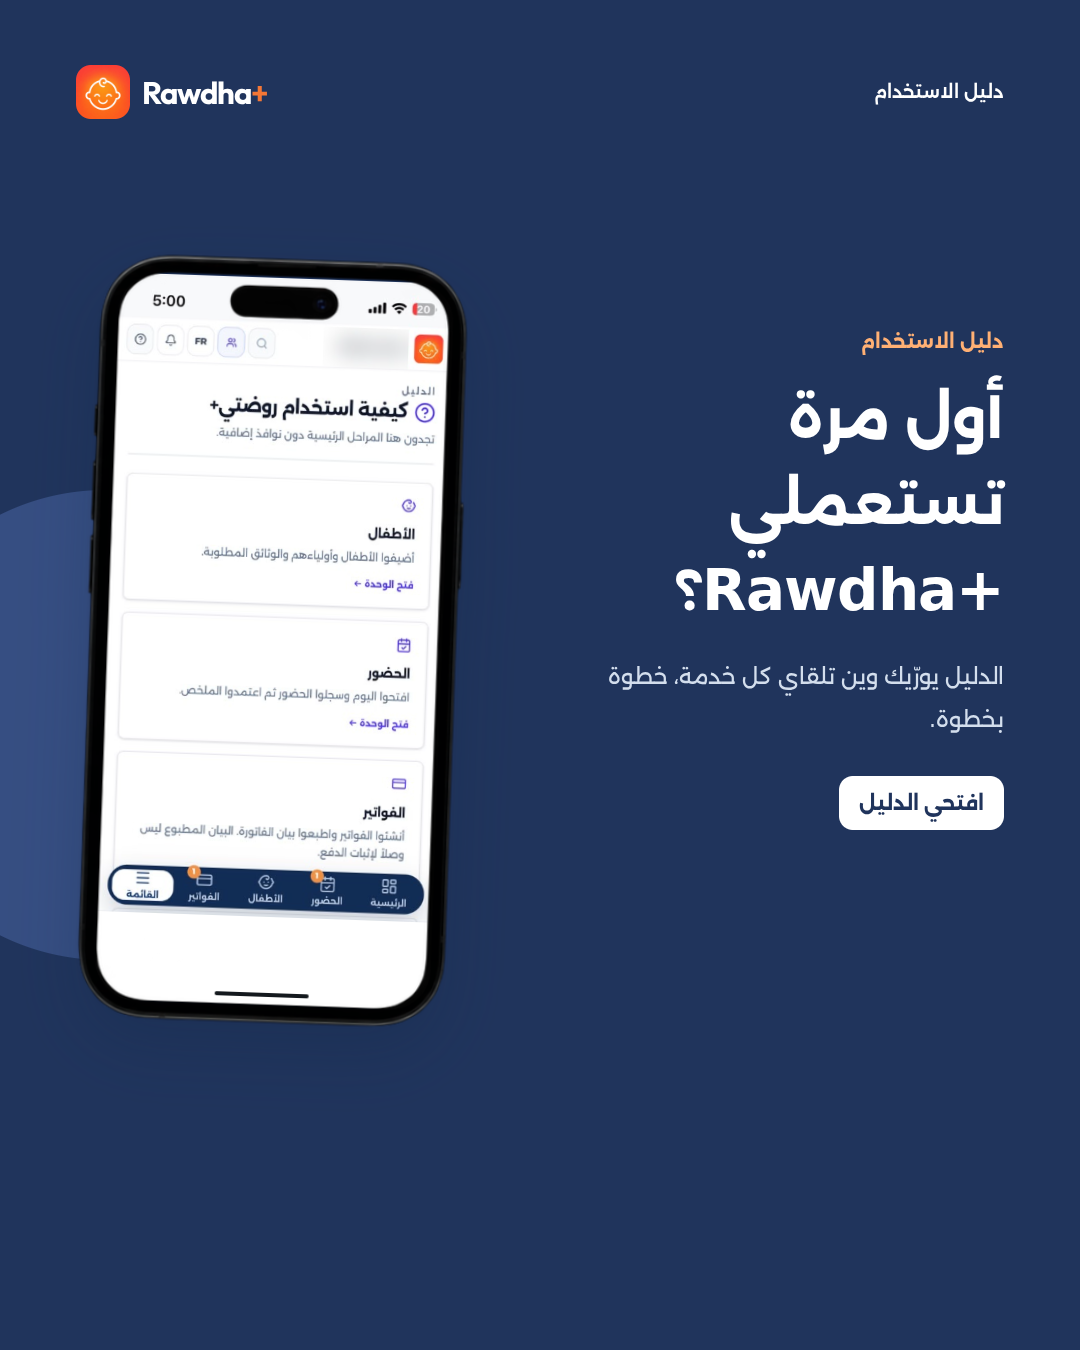 Rawdha+
دليل الاستخدام
دليل الاستخدام
أول مرة
تستعملي
Rawdha+؟
الدليل يورّيك وين تلقاي كل خدمة، خطوة
بخطوة.
افتحي الدليل
5:00
20
FR
الدليل
كيفية استخدام روضتي+
تجدون هنا المراحل الرئيسية دون نوافذ إضافية.
الأطفال
أضيفوا الأطفال وأولياءهم والوثائق المطلوبة.
فتح الوحدة ←
الحضور
افتحوا اليوم وسجلوا الحضور ثم اعتمدوا الملخص.
فتح الوحدة ←
الفواتير
أنشئوا الفواتير واطبعوا بيان الفاتورة. البيان المطبوع ليس
وصلاً لإثبات الدفع.
1
1
الرئيسية
الحضور
الأطفال
الفواتير
القائمة